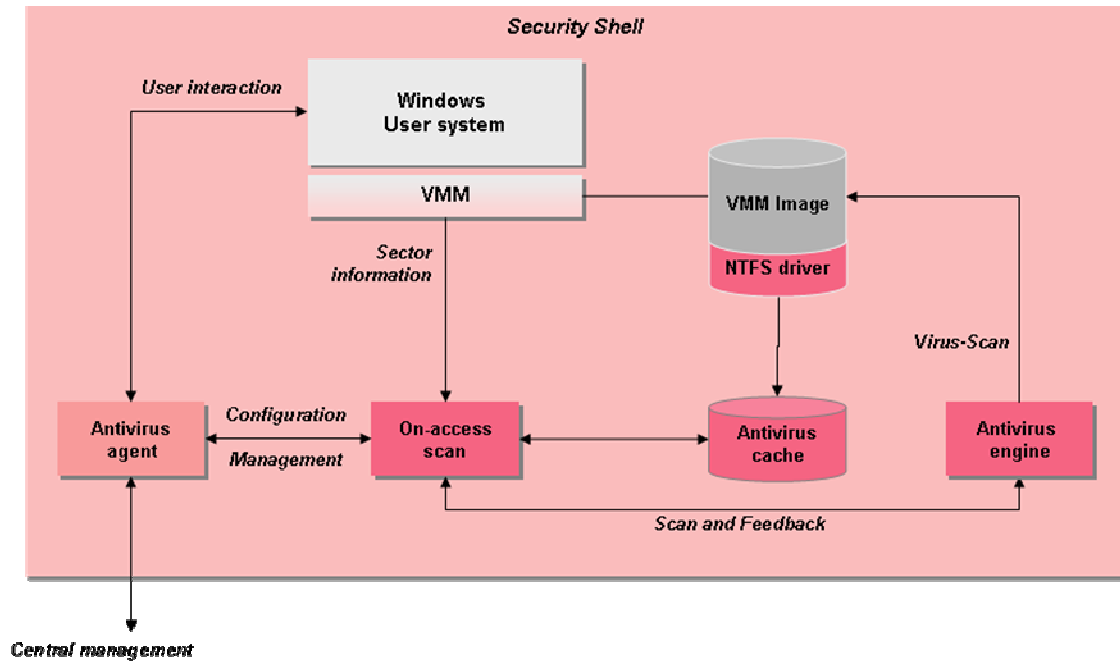 Security Shell
User interaction
Windows
User system
VMM
VMM Image
NTFS driver
Sector
information
Virus-Scan
Antivirus
agent
Configuration
Management
On-access
scan
Antivirus
cache
Antivirus
engine
Scan and Feedback
Central management